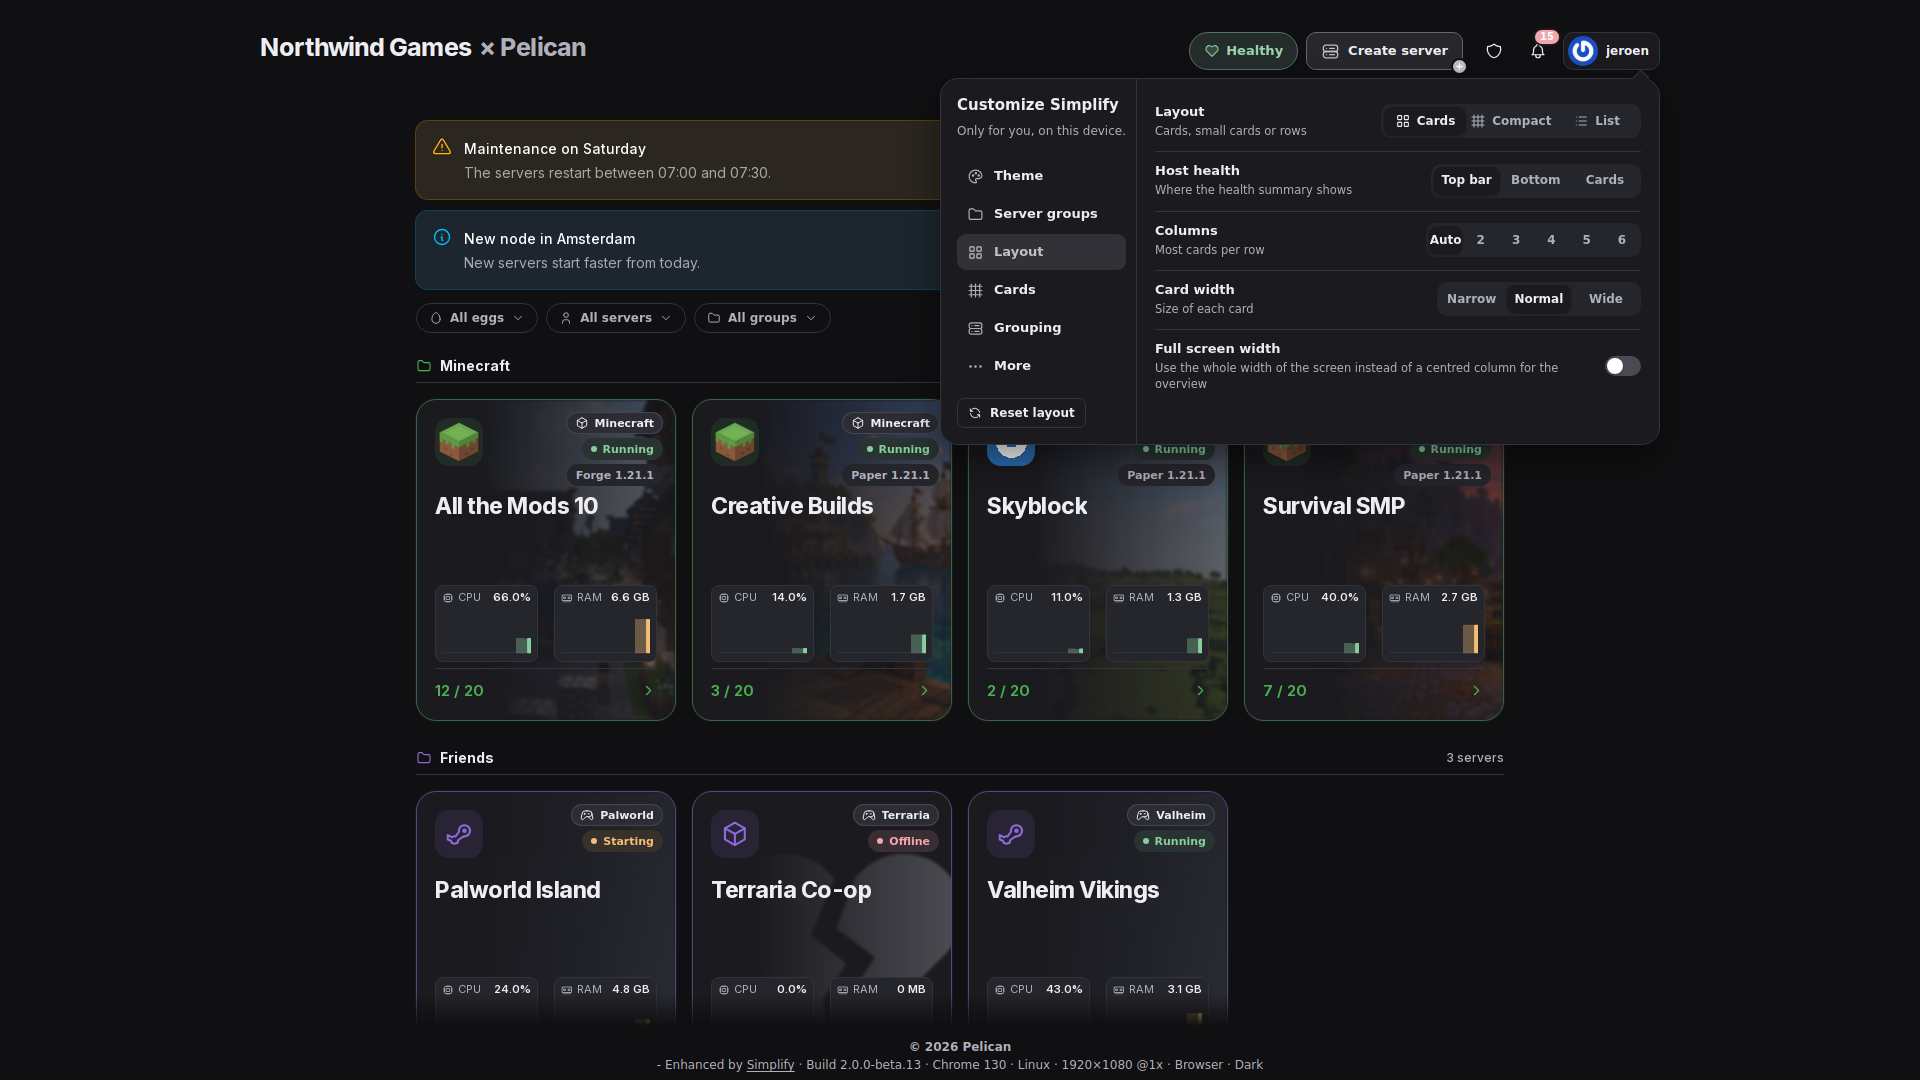 Northwind Games × Pelican
Healthy
Create server
15
jeroen
Customize Simplify
Only for you, on this device.
Theme
Server groups
Layout
Cards
Grouping
More
Reset layout
Layout
Cards, small cards or rows
Cards
Compact
List
Host health
Where the health summary shows
Top bar
Bottom
Cards
Columns
Most cards per row
Auto
2
3
4
5
6
Card width
Size of each card
Narrow
Normal
Wide
Full screen width
Use the whole width of the screen instead of a centred column for the
overview
Maintenance on Saturday
The servers restart between 07:00 and 07:30.
New node in Amsterdam
New servers start faster from today.
All eggs
All servers
All groups
Minecraft
Minecraft
Running
Forge 1.21.1
All the Mods 10
CPU 66.0%
RAM 6.6 GB
12 / 20
Minecraft
Running
Paper 1.21.1
Creative Builds
CPU 14.0%
RAM 1.7 GB
3 / 20
Running
Paper 1.21.1
Skyblock
CPU 11.0%
RAM 1.3 GB
2 / 20
Running
Paper 1.21.1
Survival SMP
CPU 40.0%
RAM 2.7 GB
7 / 20
Friends
3 servers
Palworld
Starting
Palworld Island
CPU 24.0%
RAM 4.8 GB
Terraria
Offline
Terraria Co-op
CPU 0.0%
RAM 0 MB
Valheim
Running
Valheim Vikings
CPU 43.0%
RAM 3.1 GB
© 2026 Pelican
- Enhanced by Simplify · Build 2.0.0-beta.13 · Chrome 130 · Linux · 1920×1080 @1x · Browser · Dark